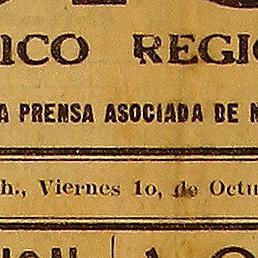 ICO REGIO
A PRENSA ASOCIADA DE
h., Viernes 1o, de Octu